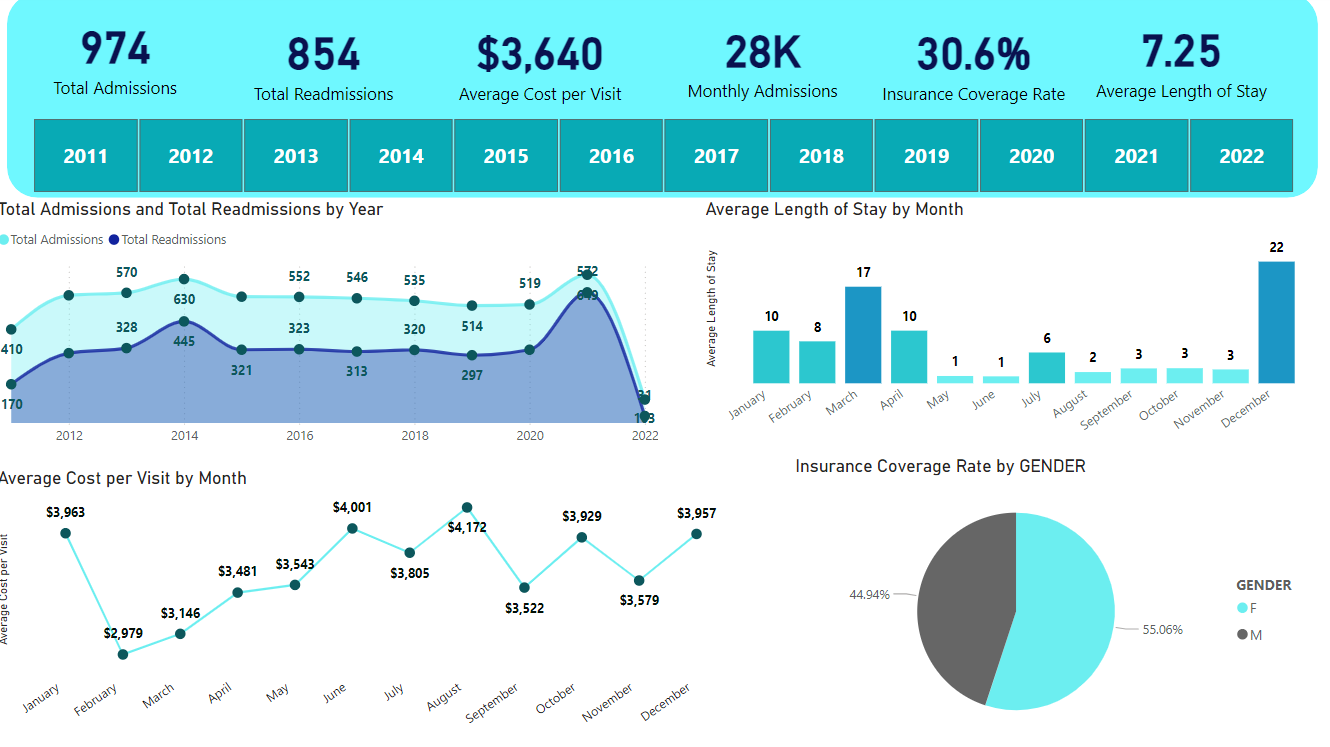 974
Total Admissions
854
Total Readmissions
$3,640
Average Cost per Visit
28K
Monthly Admissions
30.6%
Insurance Coverage Rate
7.25
Average Length of Stay
2011 2012 2013 2014 2015 2016 2017 2018 2019 2020 2021 2022
Total Admissions and Total Readmissions by Year
Total Admissions Total Readmissions
410 570 630 552 546 535 514 519 572
170 328 445 321 323 313 320 297
2012 2014 2016 2018 2020 2022
Average Length of Stay by Month
Average Length of Stay
10 8 17 10 1 1 6 2 3 3 3 22
January February March April May June July August September October November December
Average Cost per Visit by Month
Average Cost per Visit
$3,963 $2,979 $3,146 $3,481 $3,543 $4,001 $3,805 $4,172 $3,522 $3,929 $3,579 $3,957
January February March April May June July August September October November December
Insurance Coverage Rate by GENDER
44.94%
55.06%
GENDER
F
M